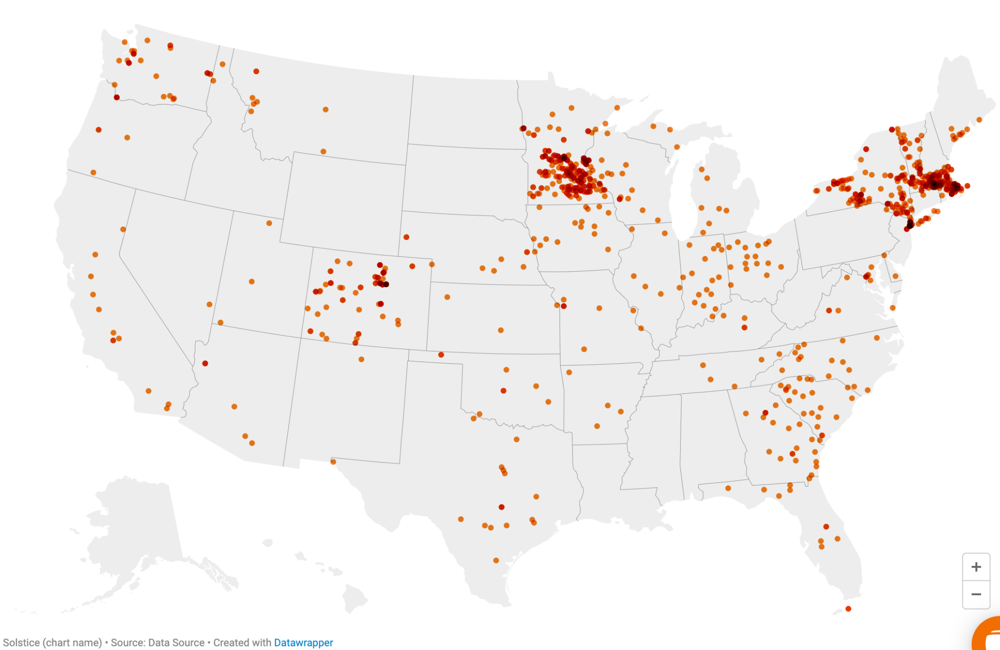 +
−
Solstice (chart name) • Source: Data Source • Created with Datawrapper